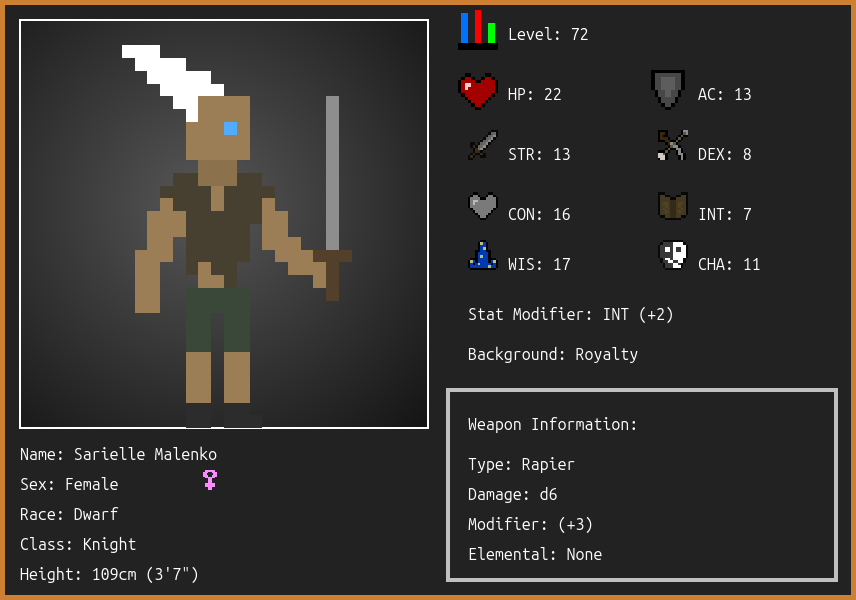 Level: 72
HP: 22
AC: 13
STR: 13
DEX: 8
CON: 16
INT: 7
WIS: 17
CHA: 11
Stat Modifier: INT (+2)
Background: Royalty
Weapon Information:
Type: Rapier
Damage: d6
Modifier: (+3)
Elemental: None
Name: Sarielle Malenko
Sex: Female
Race: Dwarf
Class: Knight
Height: 109cm (3'7")